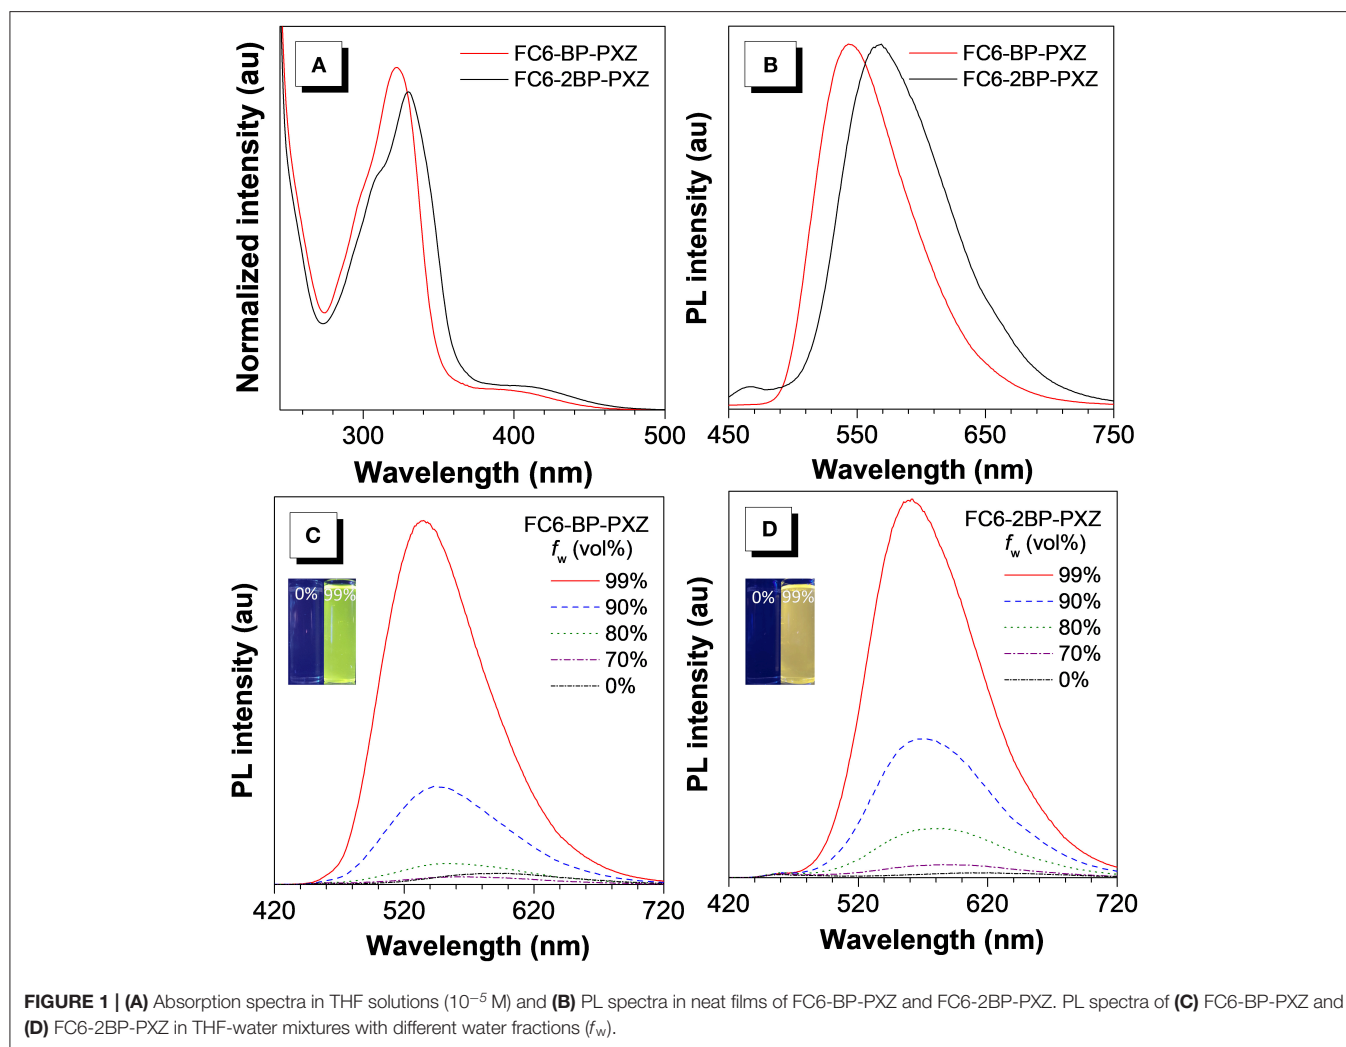 A
FC6-BP-PXZ
FC6-2BP-PXZ
Normalized intensity (au)
300
400
500
Wavelength (nm)
B
FC6-BP-PXZ
FC6-2BP-PXZ
PL intensity (au)
450
550
650
750
Wavelength (nm)
C
FC6-BP-PXZ
fw (vol%)
0% 99%
99%
90%
80%
70%
0%
PL intensity (au)
420
520
620
720
Wavelength (nm)
D
FC6-2BP-PXZ
fw (vol%)
0% 99%
99%
90%
80%
70%
0%
PL intensity (au)
420
520
620
720
Wavelength (nm)
FIGURE 1 | (A) Absorption spectra in THF solutions (10−5 M) and (B) PL spectra in neat films of FC6-BP-PXZ and FC6-2BP-PXZ. PL spectra of (C) FC6-BP-PXZ and
(D) FC6-2BP-PXZ in THF-water mixtures with different water fractions (fw).